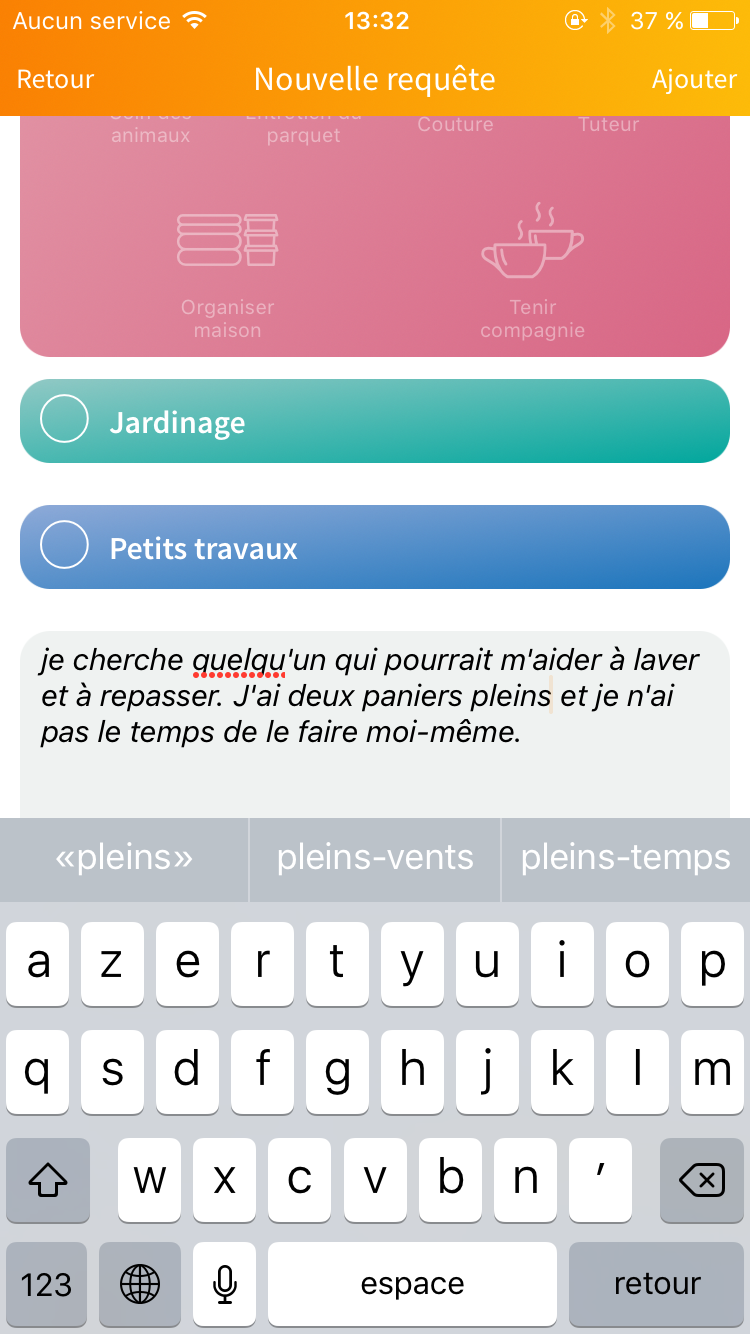 Aucun service 13:32 37 %
Retour Nouvelle requête Ajouter
Soin des Entretien du
animaux parquet Couture Tuteur
Organiser Tenir
maison compagnie
Jardinage
Petits travaux
je cherche quelqu'un qui pourrait m'aider à laver
et à repasser. J'ai deux paniers pleins et je n'ai
pas le temps de le faire moi-même.
«pleins» pleins-vents pleins-temps
a z e r t y u i o p
q s d f g h j k l m
w x c v b n ’
123 espace retour